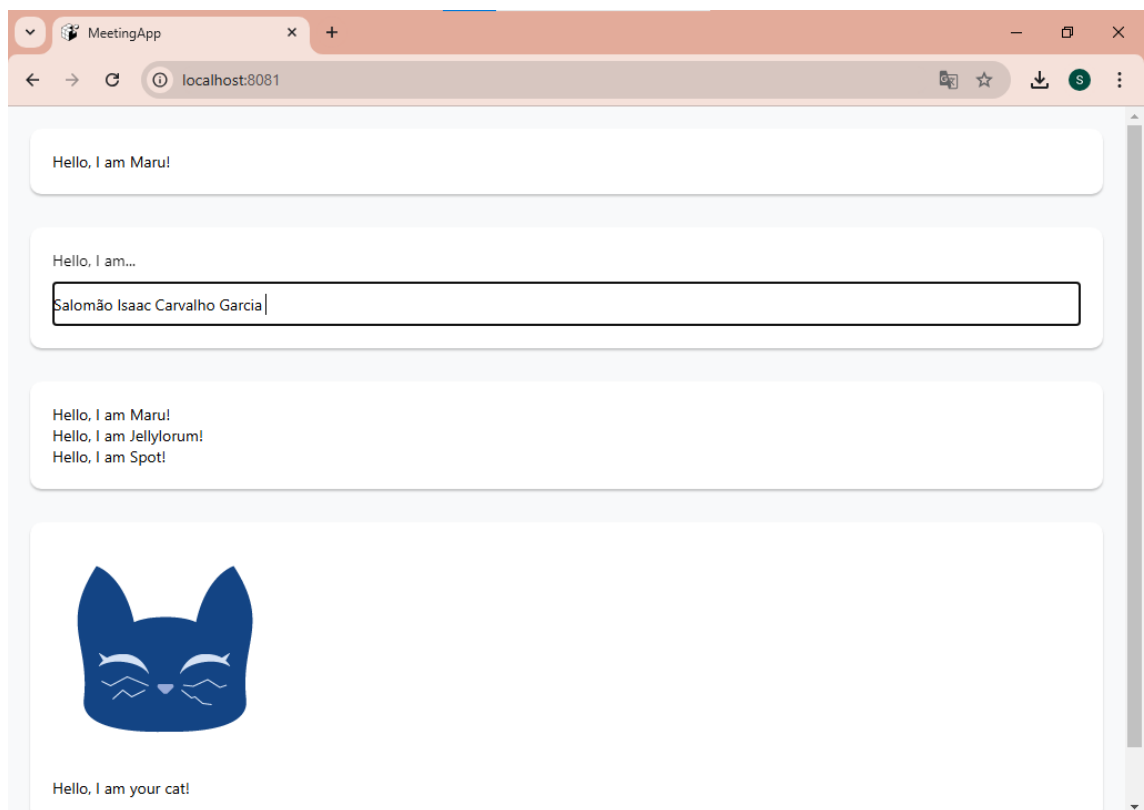 MeetingApp
localhost:8081
S
Hello, I am Maru!
Hello, I am...
Salomão Isaac Carvalho Garcia
Hello, I am Maru!
Hello, I am Jellylorum!
Hello, I am Spot!
Hello, I am your cat!